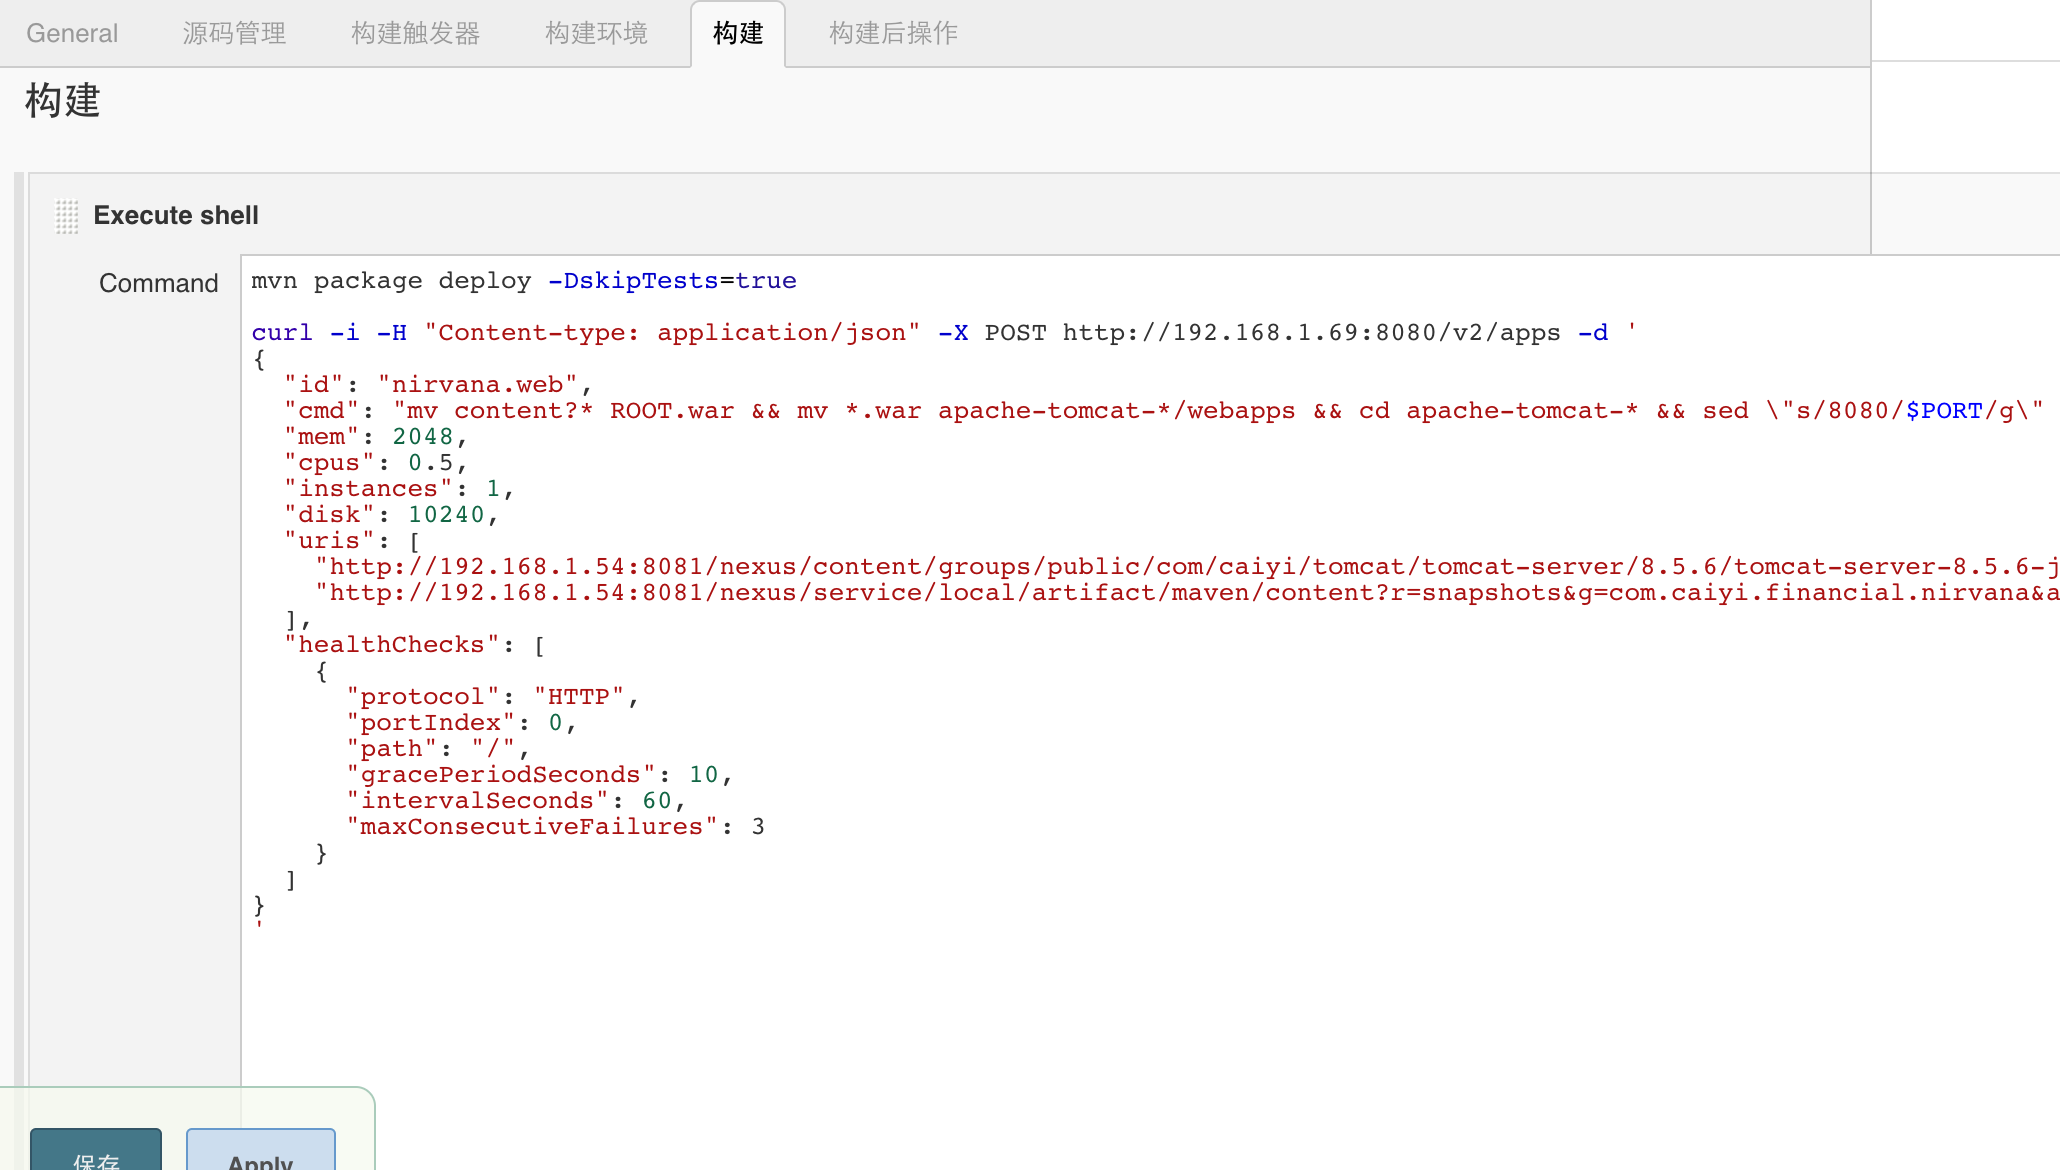 General 源码管理 构建触发器 构建环境 构建 构建后操作
构建
Execute shell
Command
mvn package deploy -DskipTests=true
curl -i -H "Content-type: application/json" -X POST http://192.168.1.69:8080/v2/apps -d '
{
"id": "nirvana.web",
"cmd": "mv content?* ROOT.war && mv *.war apache-tomcat-*/webapps && cd apache-tomcat-* && sed \"s/8080/$PORT/g\"
"mem": 2048,
"cpus": 0.5,
"instances": 1,
"disk": 10240,
"uris": [
"http://192.168.1.54:8081/nexus/content/groups/public/com/caiyi/tomcat/tomcat-server/8.5.6/tomcat-server-8.5.6-j
"http://192.168.1.54:8081/nexus/service/local/artifact/maven/content?r=snapshots&g=com.caiyi.financial.nirvana&a
],
"healthChecks": [
{
"protocol": "HTTP",
"portIndex": 0,
"path": "/",
"gracePeriodSeconds": 10,
"intervalSeconds": 60,
"maxConsecutiveFailures": 3
}
]
}
'
保存 Apply